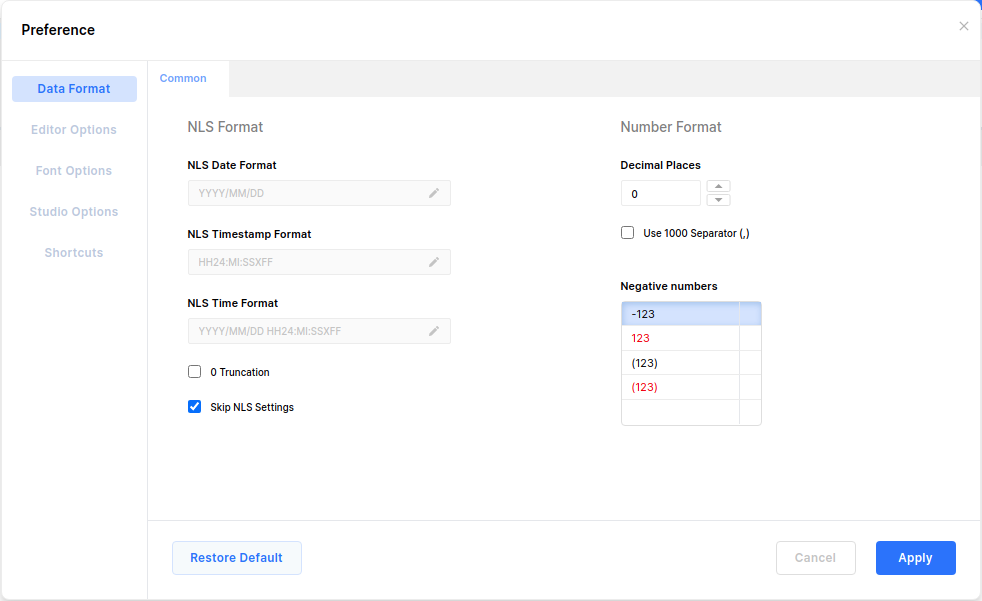 Preference
Data Format
Editor Options
Font Options
Studio Options
Shortcuts
Common
NLS Format
NLS Date Format
YYYY/MM/DD
NLS Timestamp Format
HH24:MI:SSXFF
NLS Time Format
YYYY/MM/DD HH24:MI:SSXFF
0 Truncation
Skip NLS Settings
Number Format
Decimal Places
0
Use 1000 Separator (,)
Negative numbers
-123
123
(123)
(123)
Restore Default
Cancel
Apply